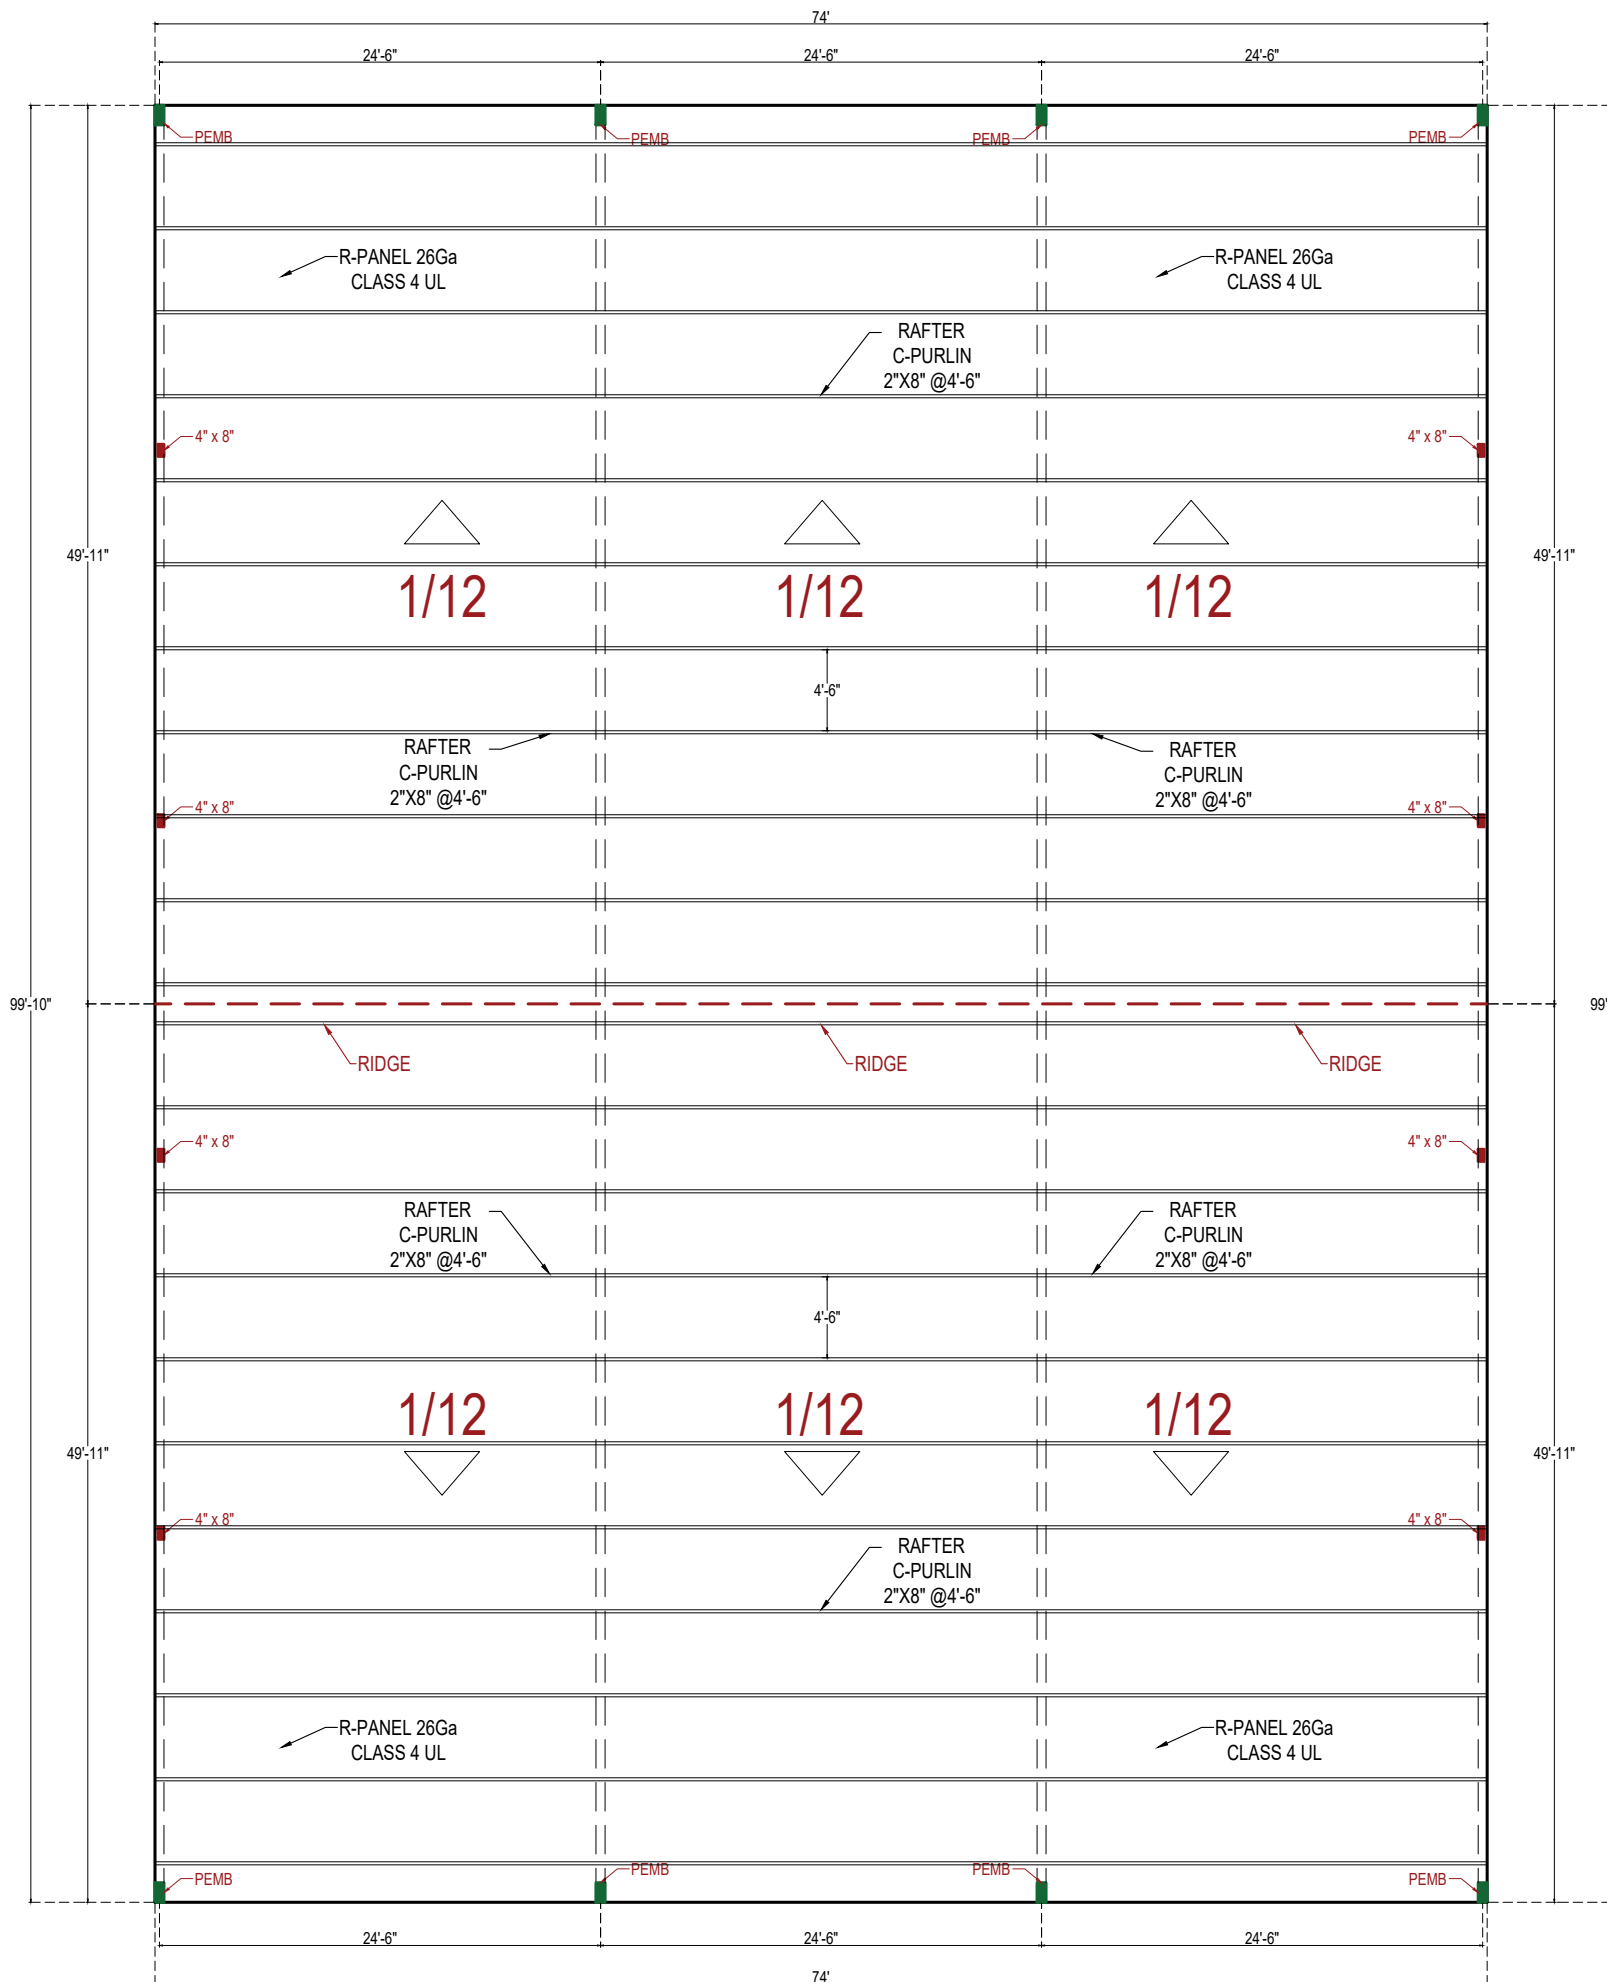 74'
24'-6" 24'-6" 24'-6"
PEMB PEMB PEMB PEMB
R-PANEL 26Ga R-PANEL 26Ga
CLASS 4 UL CLASS 4 UL
RAFTER
C-PURLIN
2"X8" @4'-6"
4" x 8" 4" x 8"
49'-11" 49'-11"
1/12 1/12 1/12
4'-6"
RAFTER RAFTER
C-PURLIN C-PURLIN
2"X8" @4'-6" 2"X8" @4'-6"
4" x 8" 4" x 8"
99'-10" 99'
RIDGE RIDGE RIDGE
4" x 8" 4" x 8"
RAFTER RAFTER
C-PURLIN C-PURLIN
2"X8" @4'-6" 2"X8" @4'-6"
4'-6"
1/12 1/12 1/12
49'-11" 49'-11"
4" x 8" 4" x 8"
RAFTER
C-PURLIN
2"X8" @4'-6"
R-PANEL 26Ga R-PANEL 26Ga
CLASS 4 UL CLASS 4 UL
PEMB PEMB PEMB PEMB
24'-6" 24'-6" 24'-6"
74'